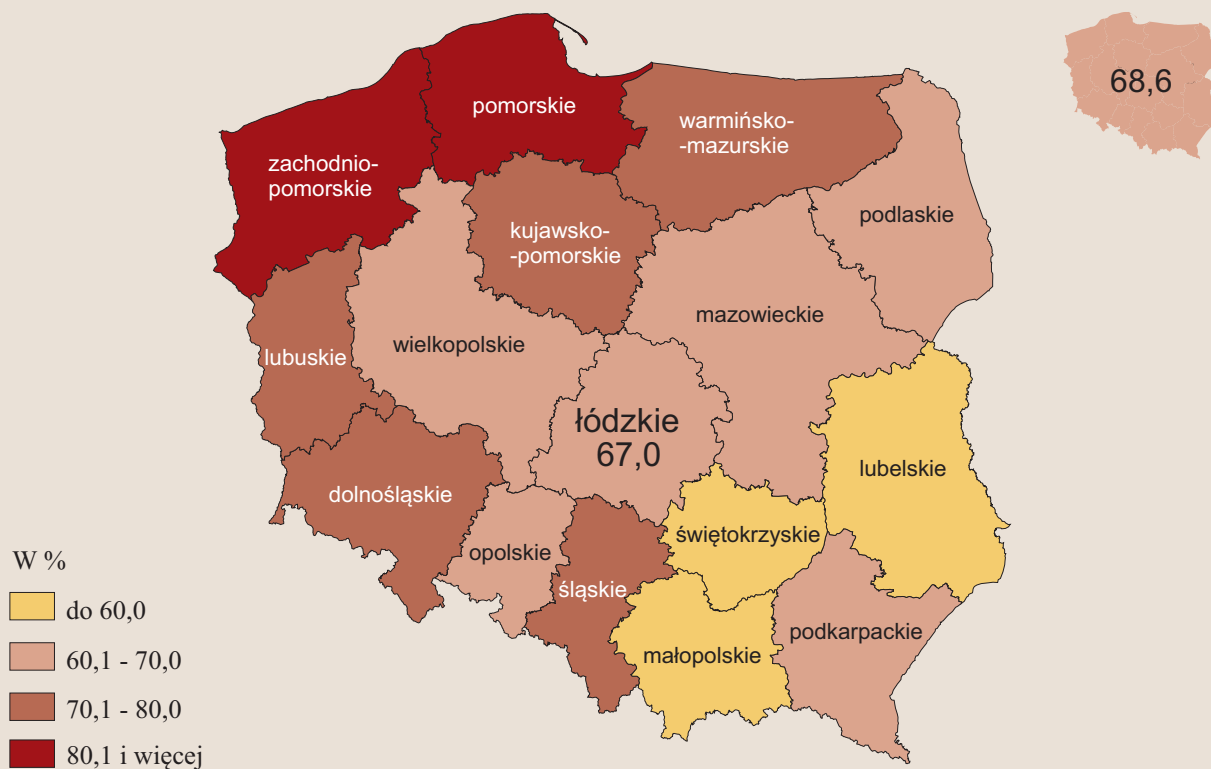 68,6
pomorskie
zachodnio-
pomorskie
warmińsko-
-mazurskie
podlaskie
kujawsko-
-pomorskie
mazowieckie
wielkopolskie
lubuskie
łódzkie
67,0
lubelskie
dolnośląskie
świętokrzyskie
opolskie
śląskie
podkarpackie
małopolskie
W %
do 60,0
60,1 - 70,0
70,1 - 80,0
80,1 i więcej